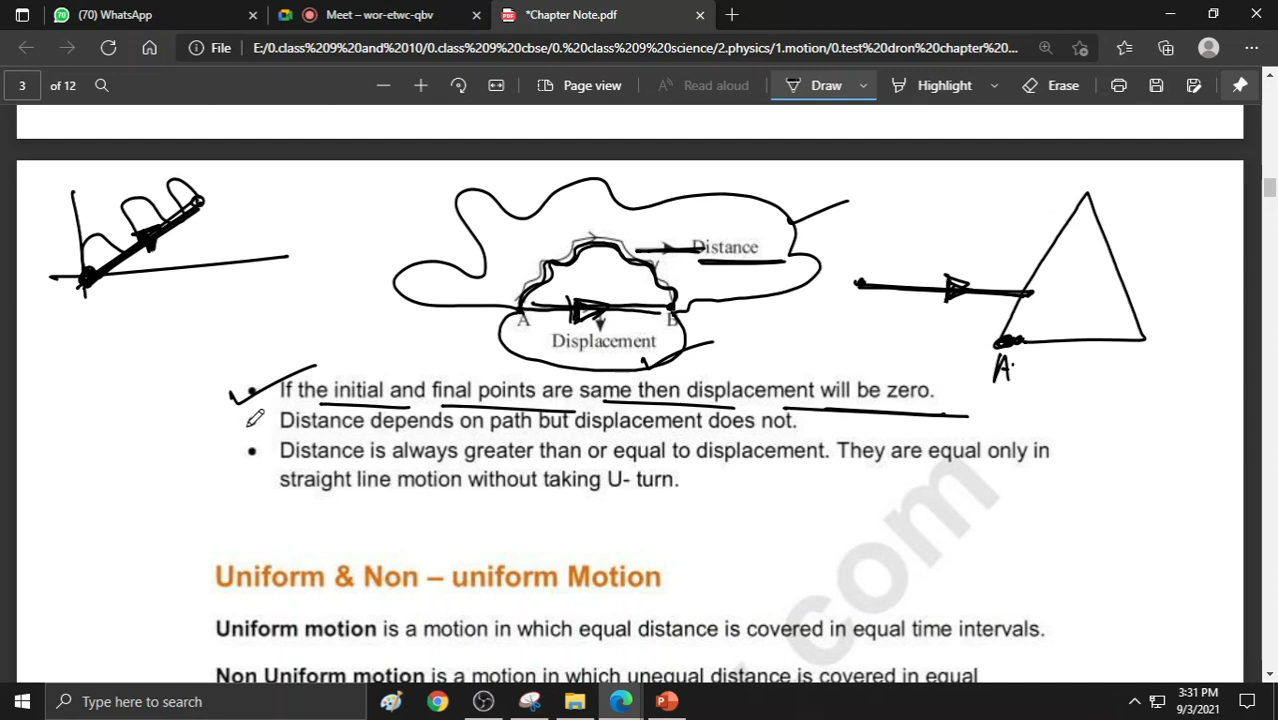 70
(70) WhatsApp
Meet – wor-etwc-qbv
PDF
*Chapter Note.pdf
File
E:/0.class%209%20and%2010/0.class%209%20cbse/0.%20class%209%20science/2.physics/1.motion/0.test%20dron%20chapter%20...
3 of 12
Page view
Read aloud
Draw
Highlight
Erase
Distance
A
B
Displacement
A
• If the initial and final points are same then displacement will be zero.
Distance depends on path but displacement does not.
• Distance is always greater than or equal to displacement. They are equal only in
straight line motion without taking U- turn.
Uniform & Non – uniform Motion
Uniform motion is a motion in which equal distance is covered in equal time intervals.
Non Uniform motion is a motion in which unequal distance is covered in equal
com
Type here to search
3:31 PM
9/3/2021